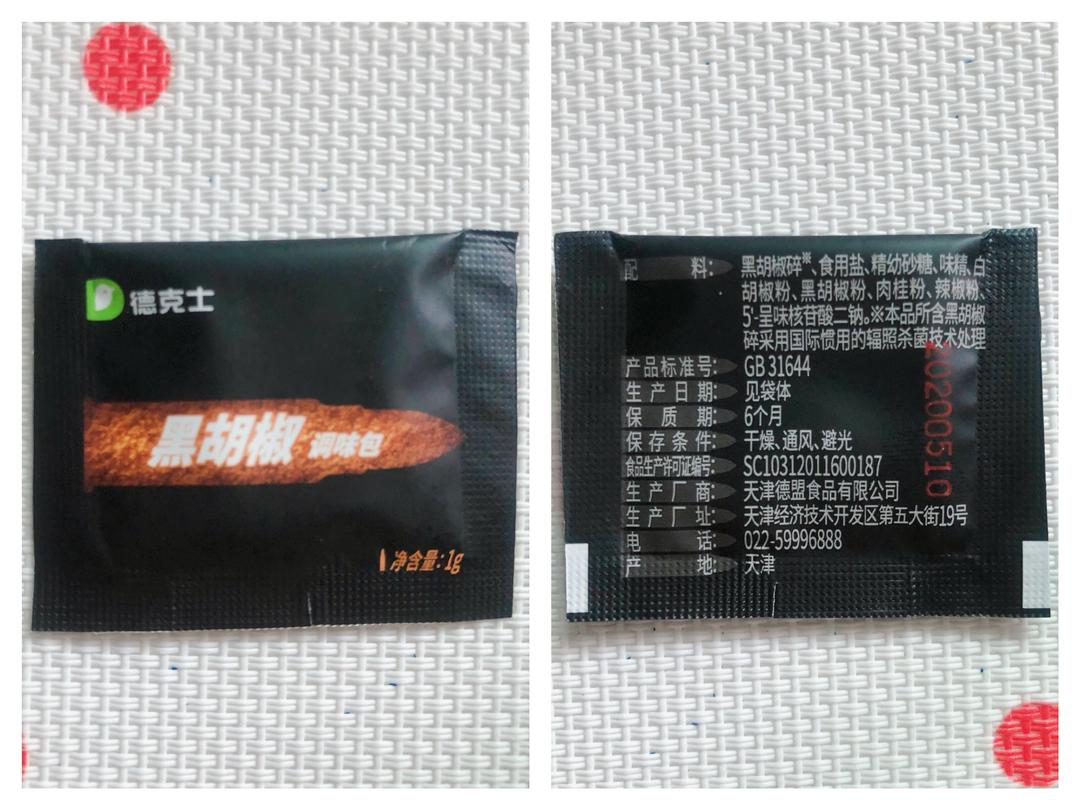 德克士
黑胡椒 调味包
净含量:1g
配 料: 黑胡椒碎※、食用盐、精幼砂糖、味精、白
胡椒粉、黑胡椒粉、肉桂粉、辣椒粉、
5'-呈味核苷酸二钠。※本品所含黑胡椒
碎采用国际惯用的辐照杀菌技术处理
产品标准号: GB 31644
生产日期: 见袋体
保质期: 6个月
保存条件: 干燥、通风、避光
食品生产许可证编号: SC10312011600187
生产厂商: 天津德盟食品有限公司
生产厂址: 天津经济技术开发区第五大街19号
电话: 022-59996888
产地: 天津
20200510